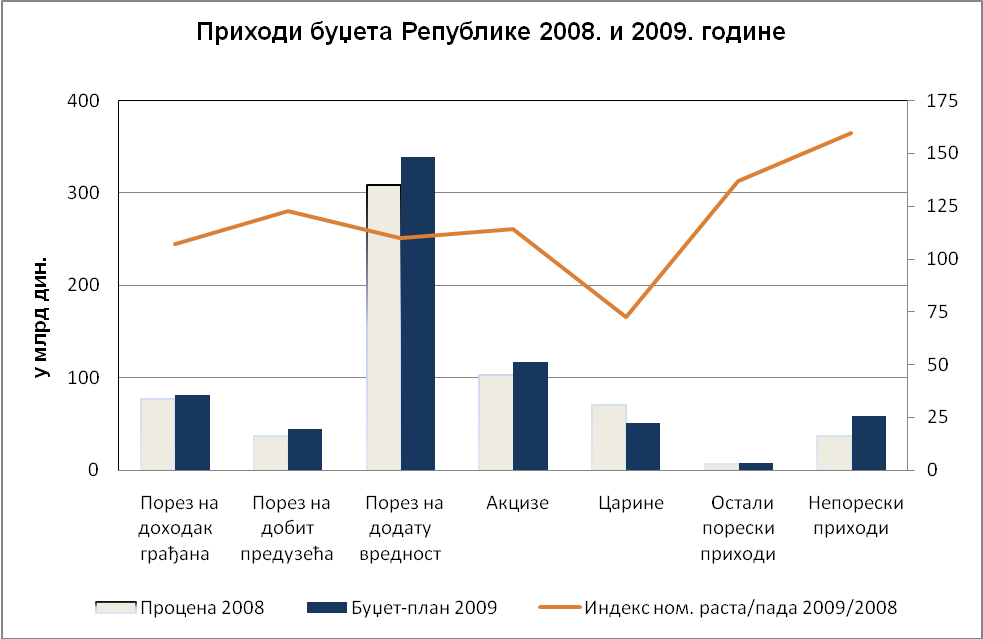 Приходи буџета Републике 2008. и 2009. године
у млрд дин.
400
300
200
100
0
175
150
125
100
75
50
25
0
Порез на
доходак
грађана
Порез на
добит
предузећа
Порез на
додату
вредност
Акцизе
Царине
Остали
порески
приходи
Непорески
приходи
Процена 2008
Буџет-план 2009
Индекс ном. раста/пада 2009/2008